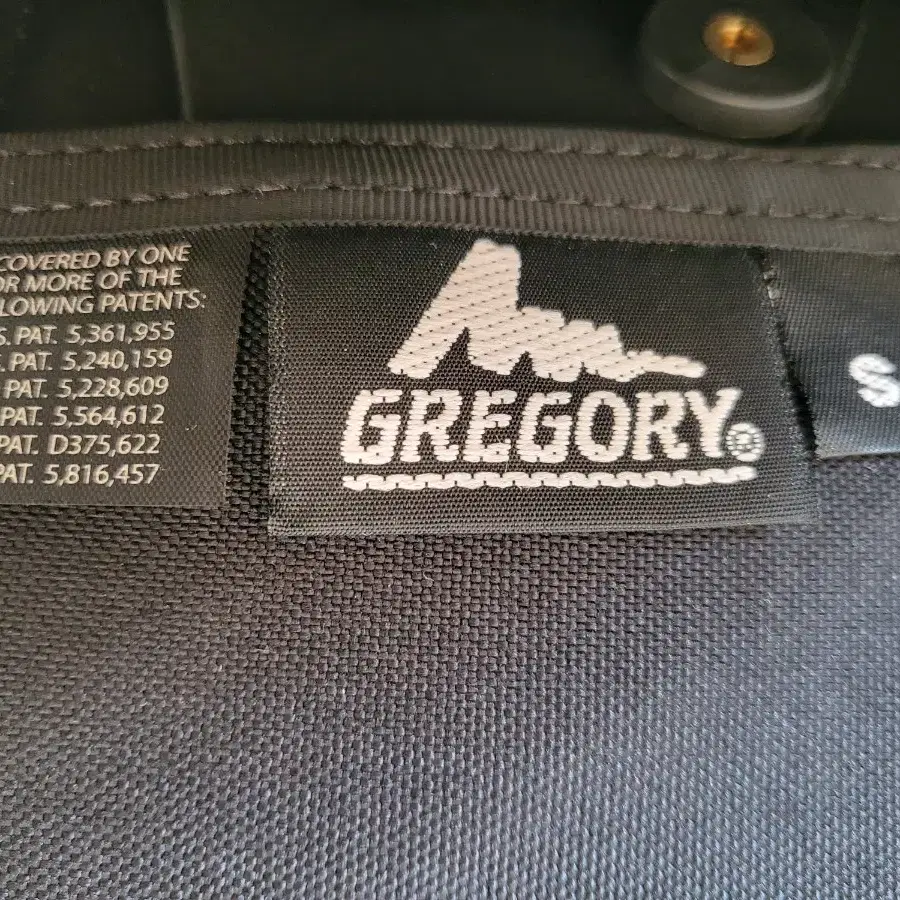 COVERED BY ONE
OR MORE OF THE
LOWING PATENTS:
S. PAT. 5,361,955
. PAT. 5,240,159
PAT. 5,228,609
PAT. 5,564,612
PAT. D375,622
PAT. 5,816,457
GREGORY®
S